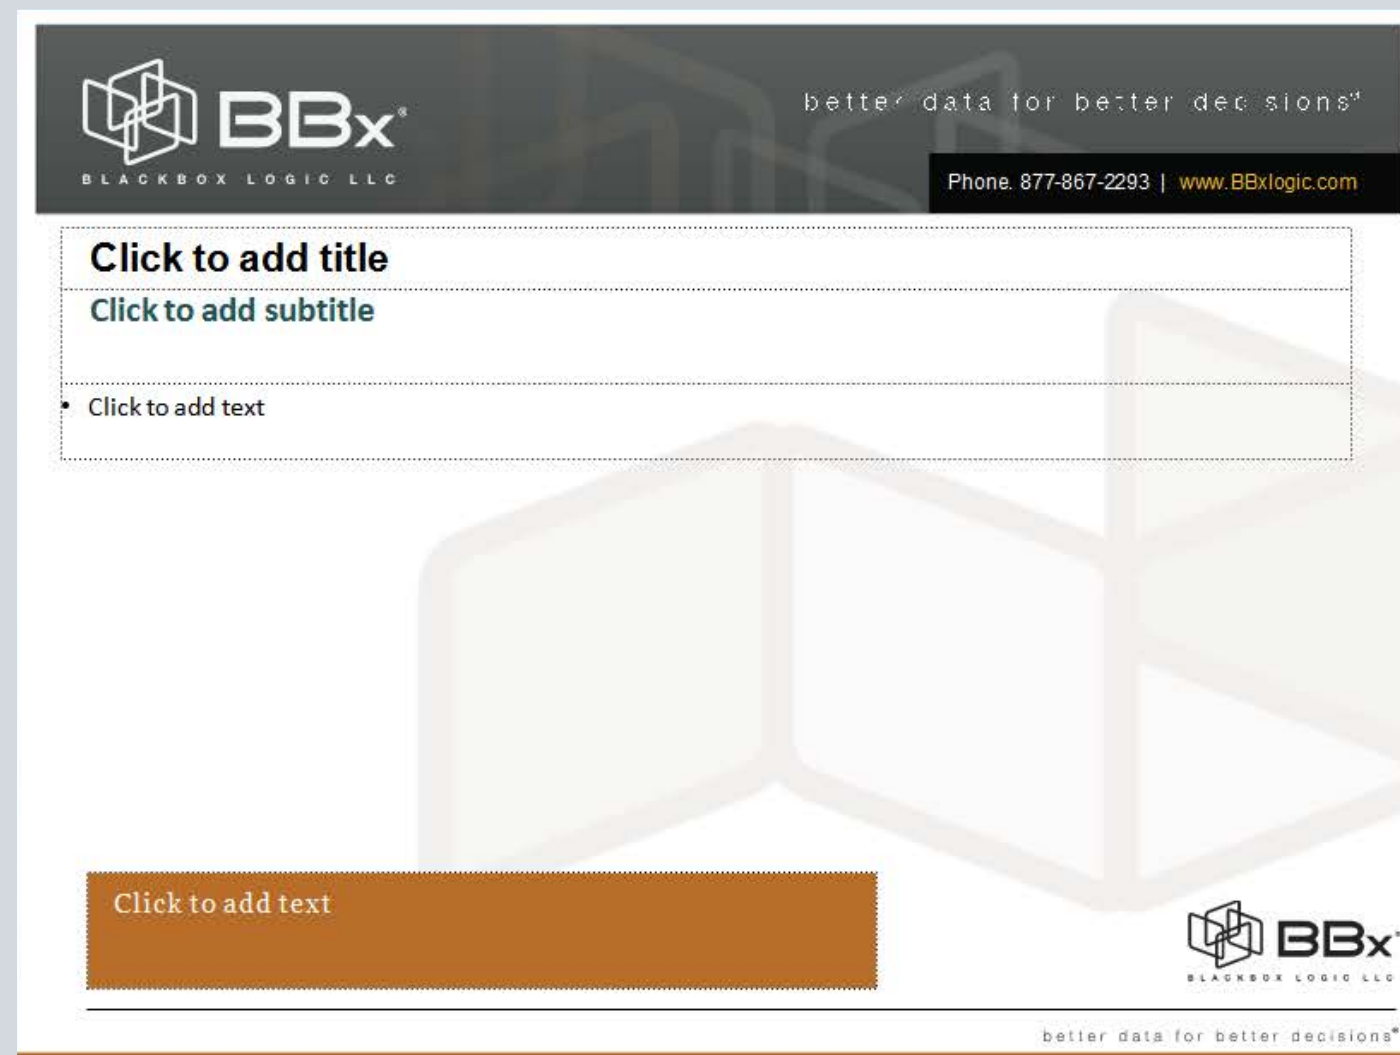 BBx®
BLACKBOX LOGIC LLC
better data for better decisions
Phone. 877-867-2293 | www.BBxlogic.com
Click to add title
Click to add subtitle
• Click to add text
Click to add text
BBx
BLACKBOX LOGIC LLC
better data for better decisions®